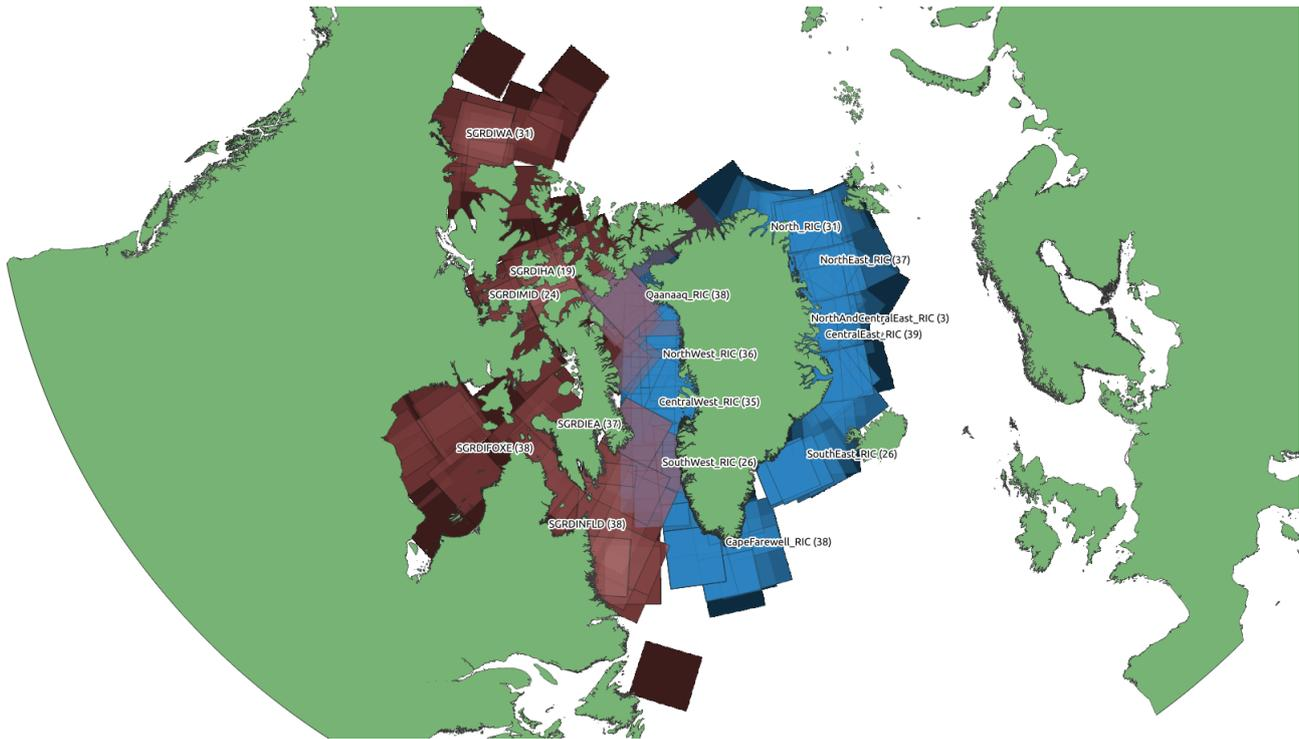 SGRDIWA (31)
North_RIC (31)
NorthEast_RIC (37)
SGRDIHA (19)
SGRDIMID (24)
Qaanaaq_RIC (38)
NorthAndCentralEast_RIC (3)
CentralEast_RIC (39)
NorthWest_RIC (36)
CentralWest_RIC (35)
SGRDIEA (37)
SGRDIFOXE (38)
SouthEast_RIC (26)
SouthWest_RIC (26)
SGRDINFLD (38)
CapeFarewell_RIC (38)